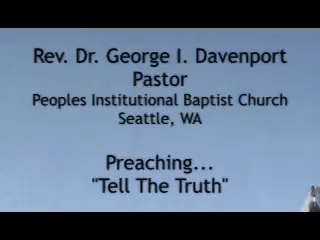 Rev. Dr. George I. Davenport
Pastor
Peoples Institutional Baptist Church
Seattle, WA
Preaching...
"Tell The Truth"